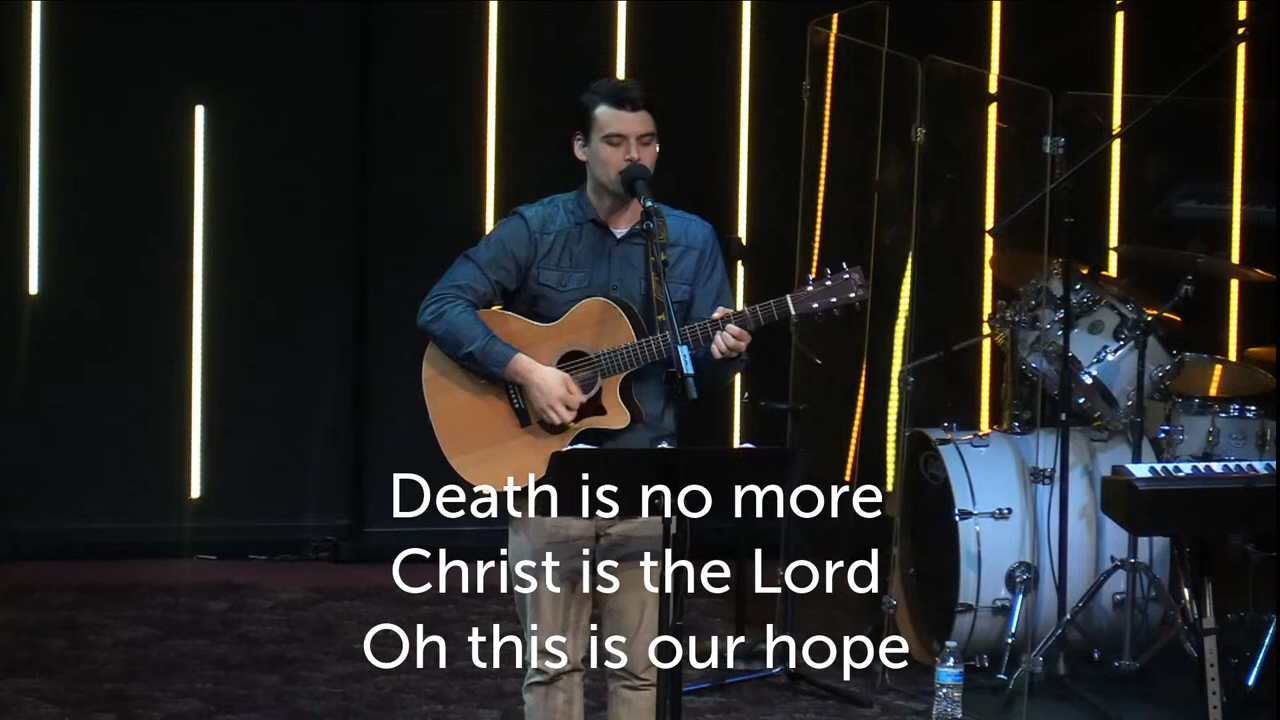 Death is no more
Christ is the Lord
Oh this is our hope